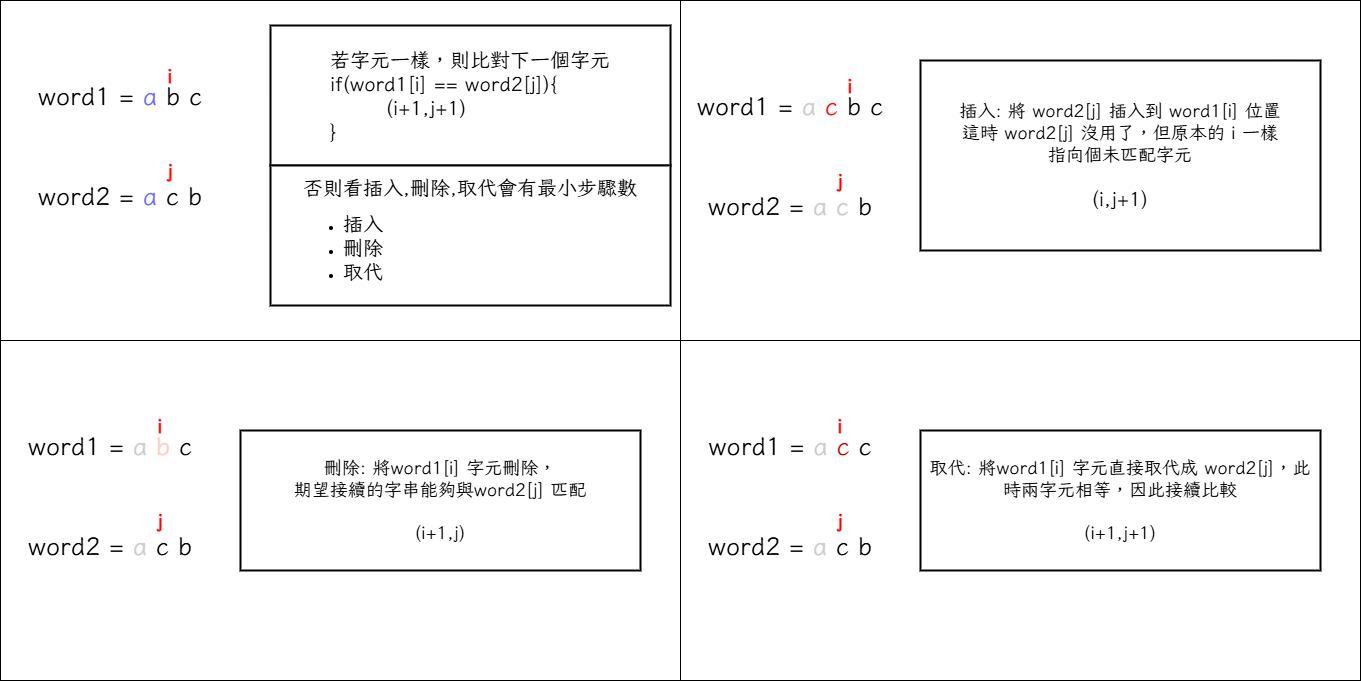 i
word1 = a b c
j
word2 = a c b
若字元一樣，則比對下一個字元
if(word1[i] == word2[j]){
(i+1,j+1)
}
否則看插入,刪除,取代會有最小步驟數
• 插入
• 刪除
• 取代
i
word1 = a c b c
j
word2 = a c b
插入: 將 word2[j] 插入到 word1[i] 位置
這時 word2[j] 沒用了，但原本的 i 一樣
指向個未匹配字元
(i,j+1)
i
word1 = a b c
j
word2 = a c b
刪除: 將word1[i] 字元刪除，
期望接續的字串能夠與word2[j] 匹配
(i+1,j)
i
word1 = a c c
j
word2 = a c b
取代: 將word1[i] 字元直接取代成 word2[j]，此
時兩字元相等，因此接續比較
(i+1,j+1)